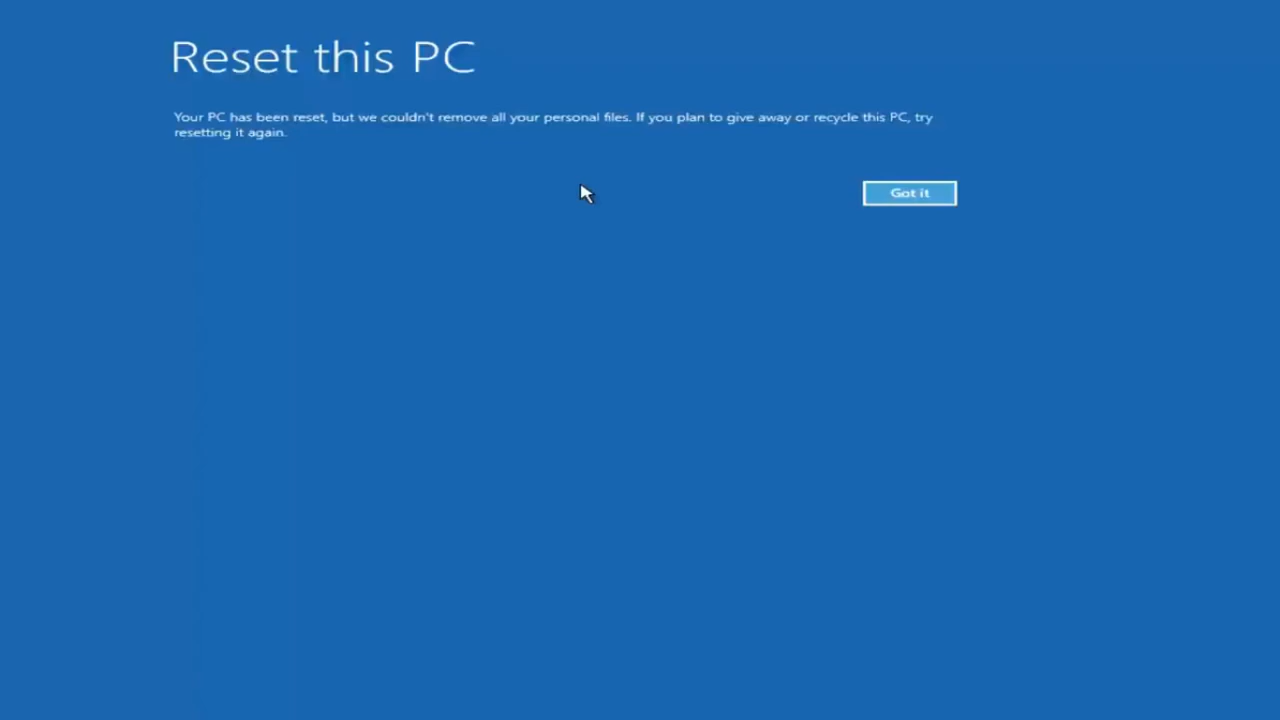 Reset this PC
Your PC has been reset, but we couldn't remove all your personal files. If you plan to give away or recycle this PC, try
resetting it again.
Got it